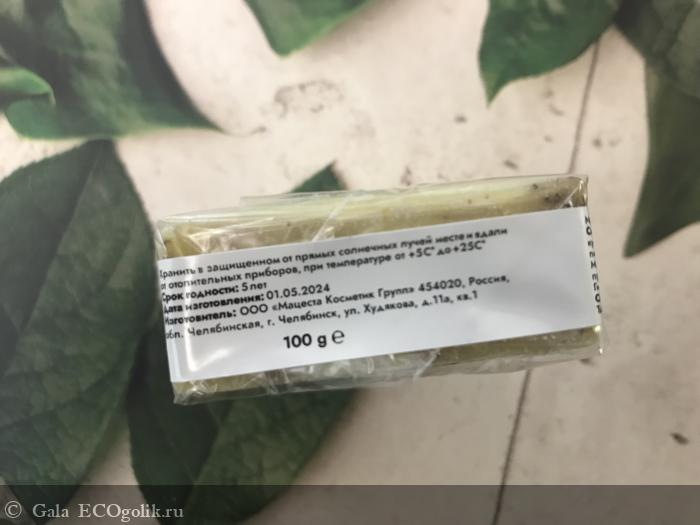 Хранить в защищенном от прямых солнечных лучей месте и вдали
от отопительных приборов, при температуре от +5С° до +25С°
Срок годности: 5 лет
Дата изготовления: 01.05.2024
Изготовитель: ООО «Мацеста Косметик Групп» 454020, Россия,
обл. Челябинская, г. Челябинск, ул. Худякова, д.11а, кв.1
100 g ℮
© Gala ECOgolik.ru